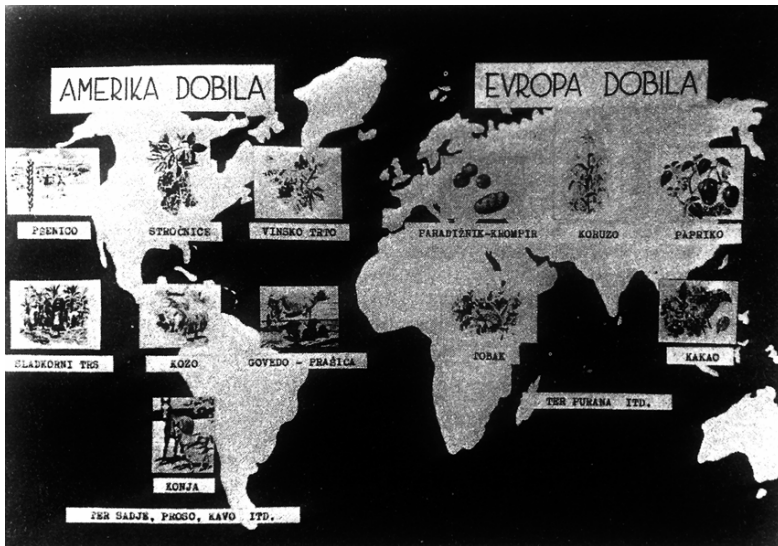 AMERIKA DOBILA
EVROPA DOBILA
PŠENICO
STROČNICE
VINSKO TRTO
PARADIŽNIK-KROMPIR
KORUZO
PAPRIKO
SLADKORNI TRS
KOZO
GOVEDO - PRAŠIČA
TOBAK
KAKAO
TER PURANA ITD.
KONJA
TER SADJE, PROSO, KAVO ITD.